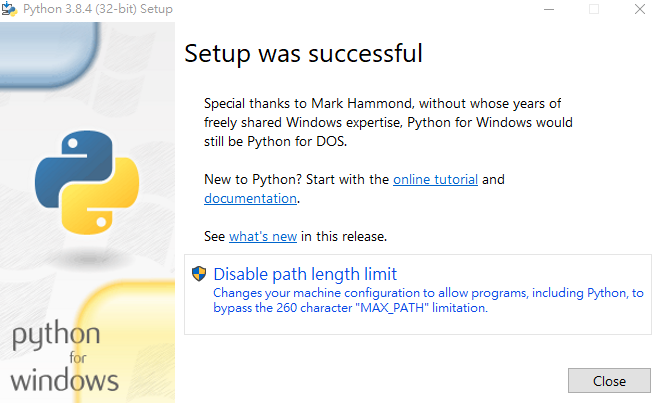 Python 3.8.4 (32-bit) Setup
Setup was successful
Special thanks to Mark Hammond, without whose years of
freely shared Windows expertise, Python for Windows would
still be Python for DOS.
New to Python? Start with the online tutorial and
documentation.
See what's new in this release.
Disable path length limit
Changes your machine configuration to allow programs, including Python, to
bypass the 260 character "MAX_PATH" limitation.
python
for
windows
Close